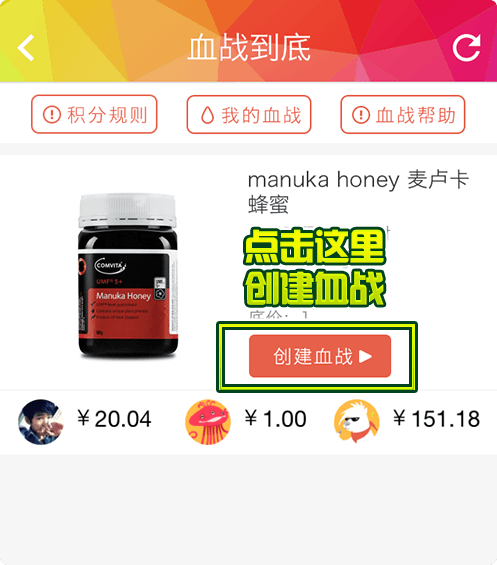 血战到底
积分规则
我的血战
血战帮助
manuka honey 麦卢卡
蜂蜜
点击这里
创建血战
底价：1
创建血战
COMVITA
UMF® 5+
Manuka Honey
￥20.04
￥1.00
￥151.18